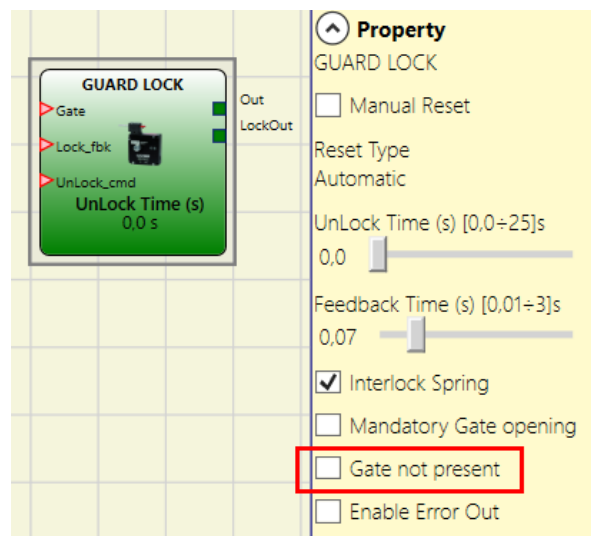 GUARD LOCK
Gate
Lock_fbk
UnLock_cmd
UnLock Time (s)
0,0 s
Out
LockOut
Property
GUARD LOCK
Manual Reset
Reset Type
Automatic
UnLock Time (s) [0,0÷25]s
0,0
Feedback Time (s) [0,01÷3]s
0,07
Interlock Spring
Mandatory Gate opening
Gate not present
Enable Error Out